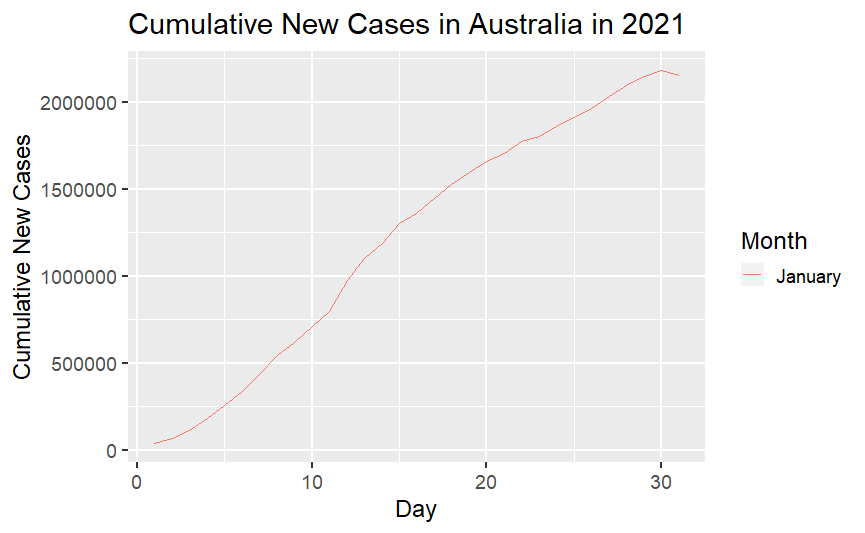 Cumulative New Cases in Australia in 2021
Cumulative New Cases
2000000
1500000
1000000
500000
0
0 10 20 30
Day
Month
January